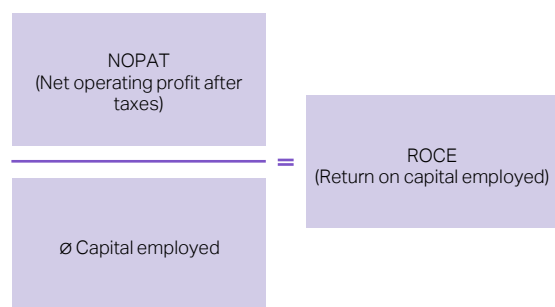 NOPAT
(Net operating profit after
taxes)
=
ROCE
(Return on capital employed)
Ø Capital employed